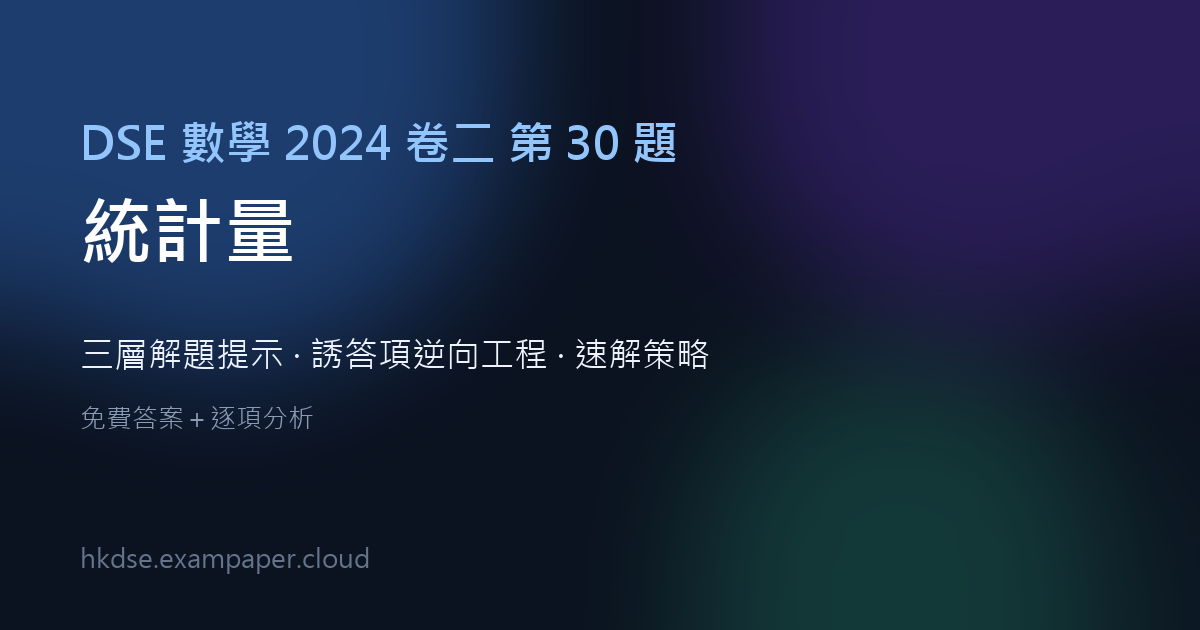 DSE 數學 2024 卷二 第 30 題
統計量
三層解題提示 · 誘答項逆向工程 · 速解策略
免費答案 + 逐項分析
hkdse.exampaper.cloud